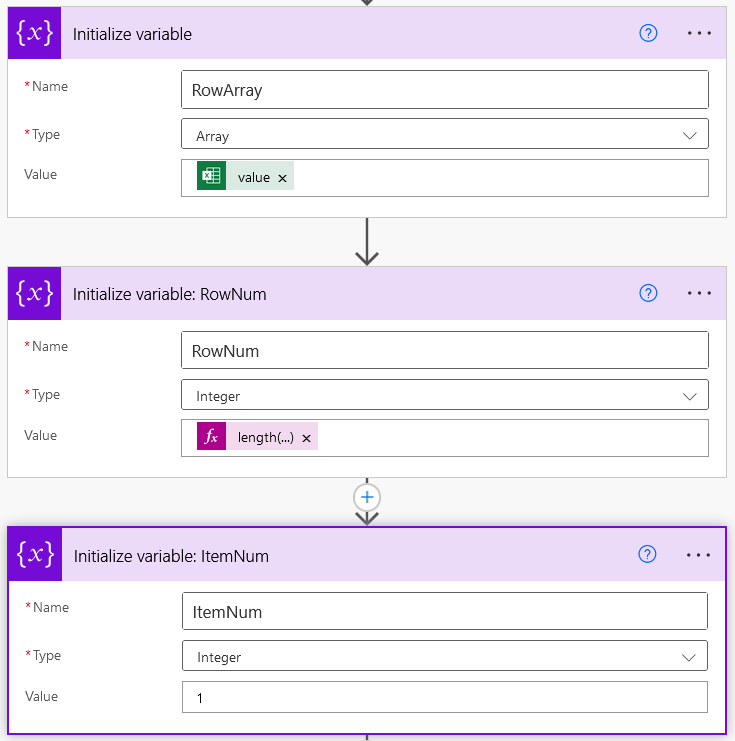 {x} Initialize variable ? ...
* Name RowArray
* Type Array
Value value ×
{x} Initialize variable: RowNum ? ...
* Name RowNum
* Type Integer
Value fx length(...) ×
+
{x} Initialize variable: ItemNum ? ...
* Name ItemNum
* Type Integer
Value 1